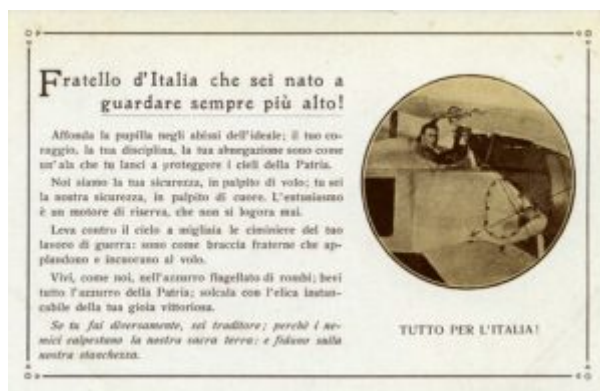 Fratello d'Italia che sei nato a
guardare sempre più alto!
Affonda la pupilla negli abissi dell'ideale; il tuo co-
raggio, la tua disciplina, la tua abnegazione sono come
un'ala che tu lanci a proteggere i cieli della Patria.
Noi siamo la tua sicurezza, in palpito di volo; tu sei
la nostra sicurezza, in palpito di cuore. L'entusiasmo
è un motore di riserva, che non si logora mai.
Leva contro il cielo a migliaia le ciminiere del tuo
lavoro di guerra: sono come braccia fraterne che ap-
plaudono e incuorano al volo.
Vivi, come noi, nell'azzurro flagellato di rombi; bevi
tutto l'azzurro della Patria; solcala con l'elica instan-
cabile della tua gioia vittoriosa.
Se tu fai diversamente, sei traditore; perchè i ne-
mici calpestano la nostra sacra terra: e fidano sulla
nostra stanchezza.
TUTTO PER L'ITALIA!